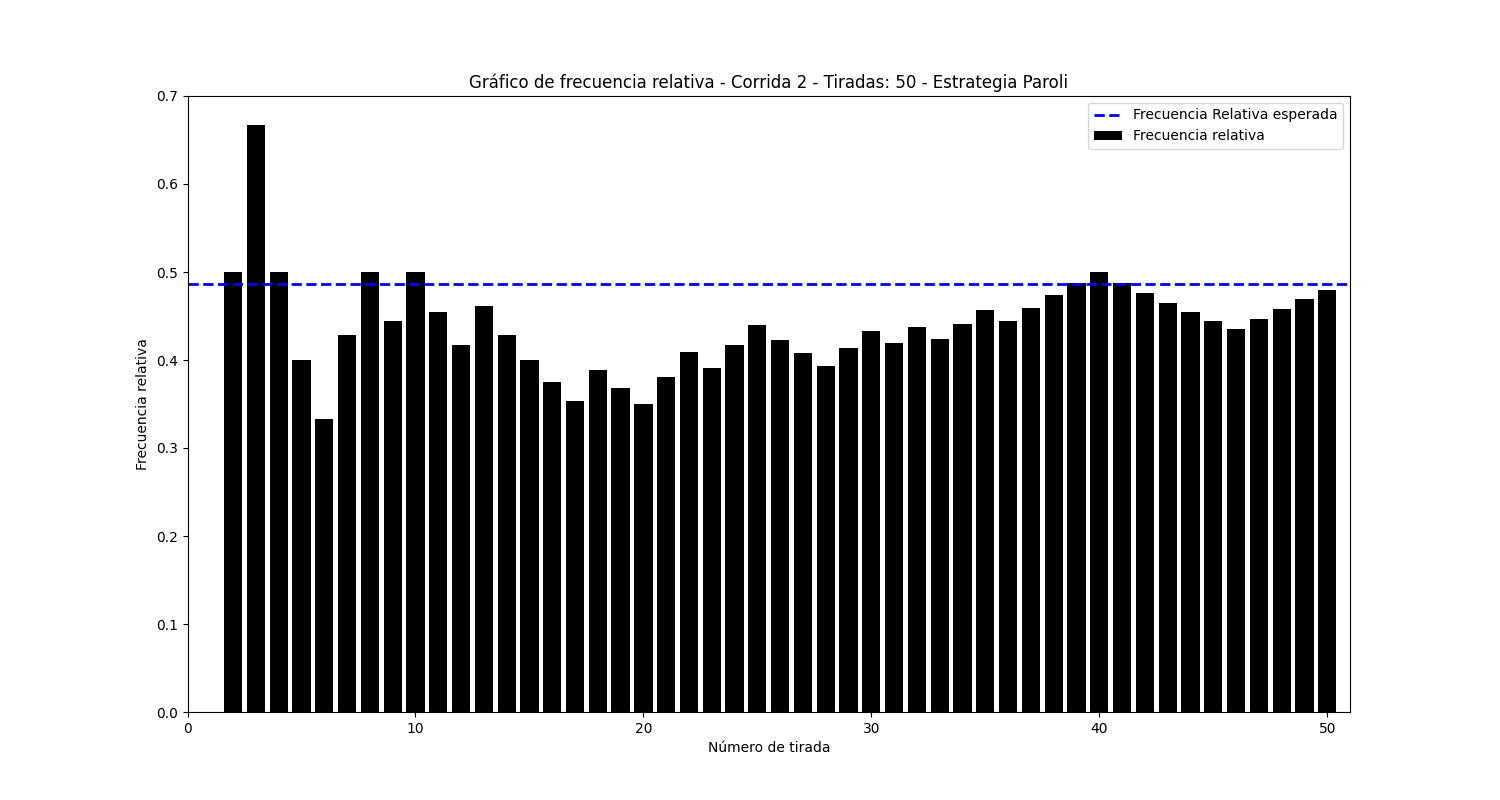 Gráfico de frecuencia relativa - Corrida 2 - Tiradas: 50 - Estrategia Paroli
Frecuencia Relativa esperada
Frecuencia relativa
0.7
0.6
0.5
0.4
0.3
0.2
0.1
0.0
Frecuencia relativa
0 10 20 30 40 50
Número de tirada